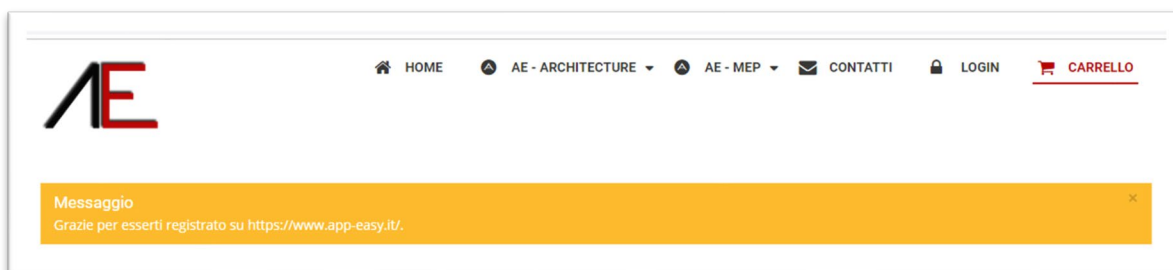 AE
HOME
AE - ARCHITECTURE
AE - MEP
CONTATTI
LOGIN
CARRELLO
Messaggio
×
Grazie per esserti registrato su https://www.app-easy.it/.